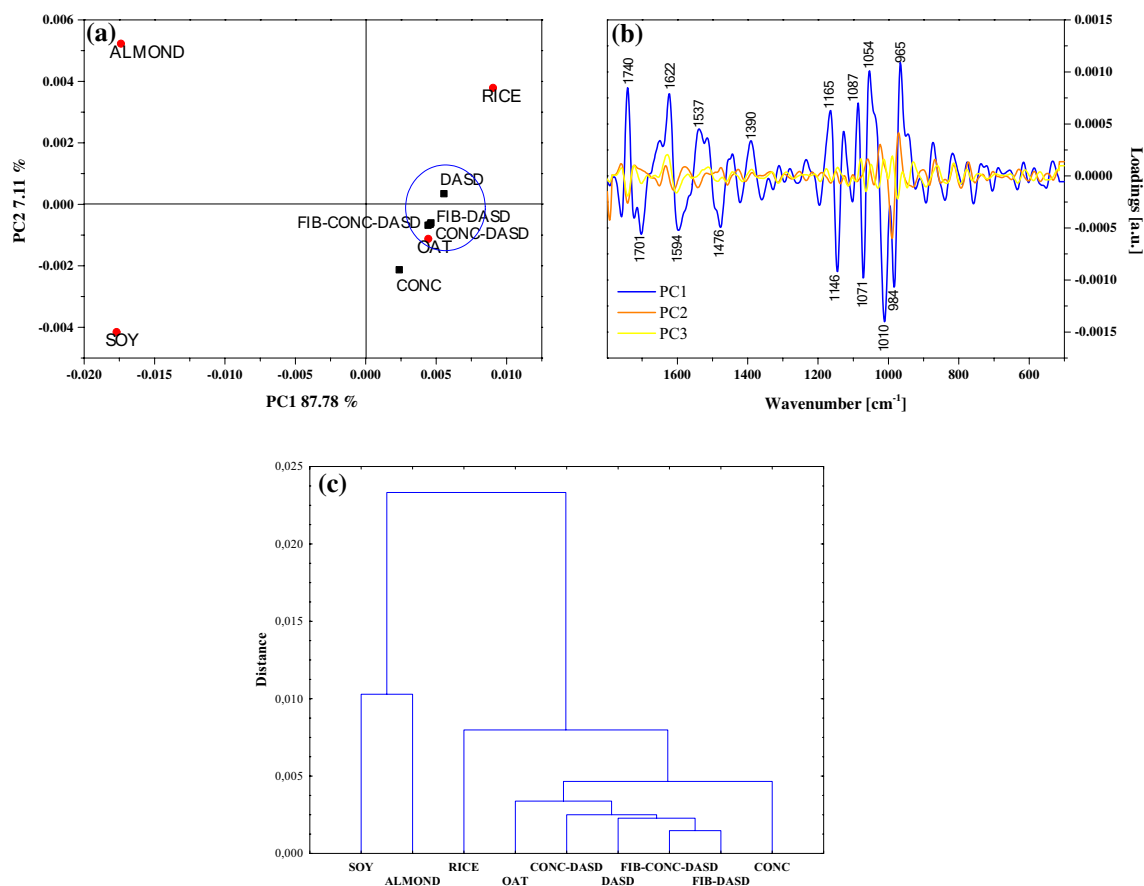 (a)
0.006
0.004
0.002
0.000
-0.002
-0.004
PC2 7.11 %
ALMOND
RICE
DASD
FIB-DASD
FIB-CONC-DASD
CONC-DASD
OAT
CONC
SOY
-0.020
-0.015
-0.010
-0.005
0.000
0.005
0.010
PC1 87.78 %
(b)
1740
1622
1537
1390
1165
1087
1054
965
1701
1594
1476
1146
1071
1010
984
PC1
PC2
PC3
0.0015
0.0010
0.0005
0.0000
-0.0005
-0.0010
-0.0015
Loadings [a.u.]
1600
1400
1200
1000
800
600
Wavenumber [cm⁻¹]
(c)
0,025
0,020
0,015
0,010
0,005
0,000
Distance
SOY
ALMOND
RICE
OAT
CONC-DASD
DASD
FIB-CONC-DASD
FIB-DASD
CONC